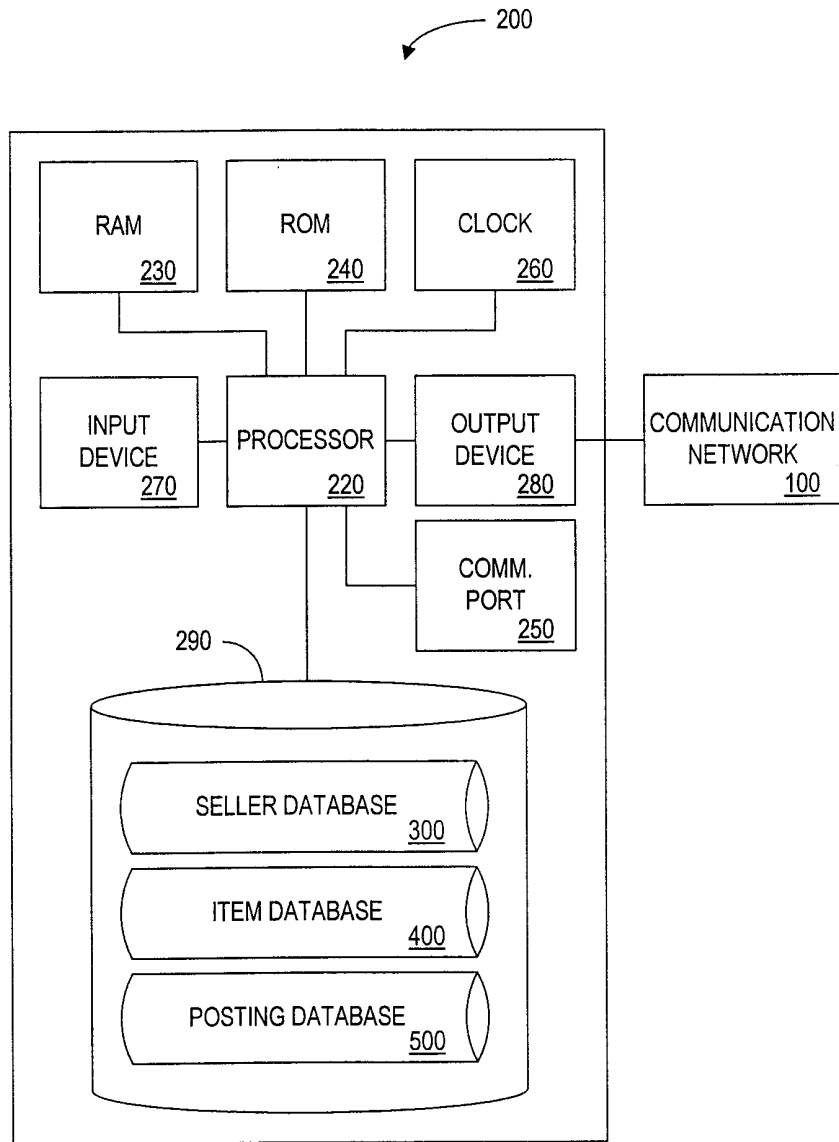 200
RAM
230
ROM
240
CLOCK
260
INPUT
DEVICE
270
PROCESSOR
220
OUTPUT
DEVICE
280
COMMUNICATION
NETWORK
100
COMM.
PORT
250
290
SELLER DATABASE
300
ITEM DATABASE
400
POSTING DATABASE
500